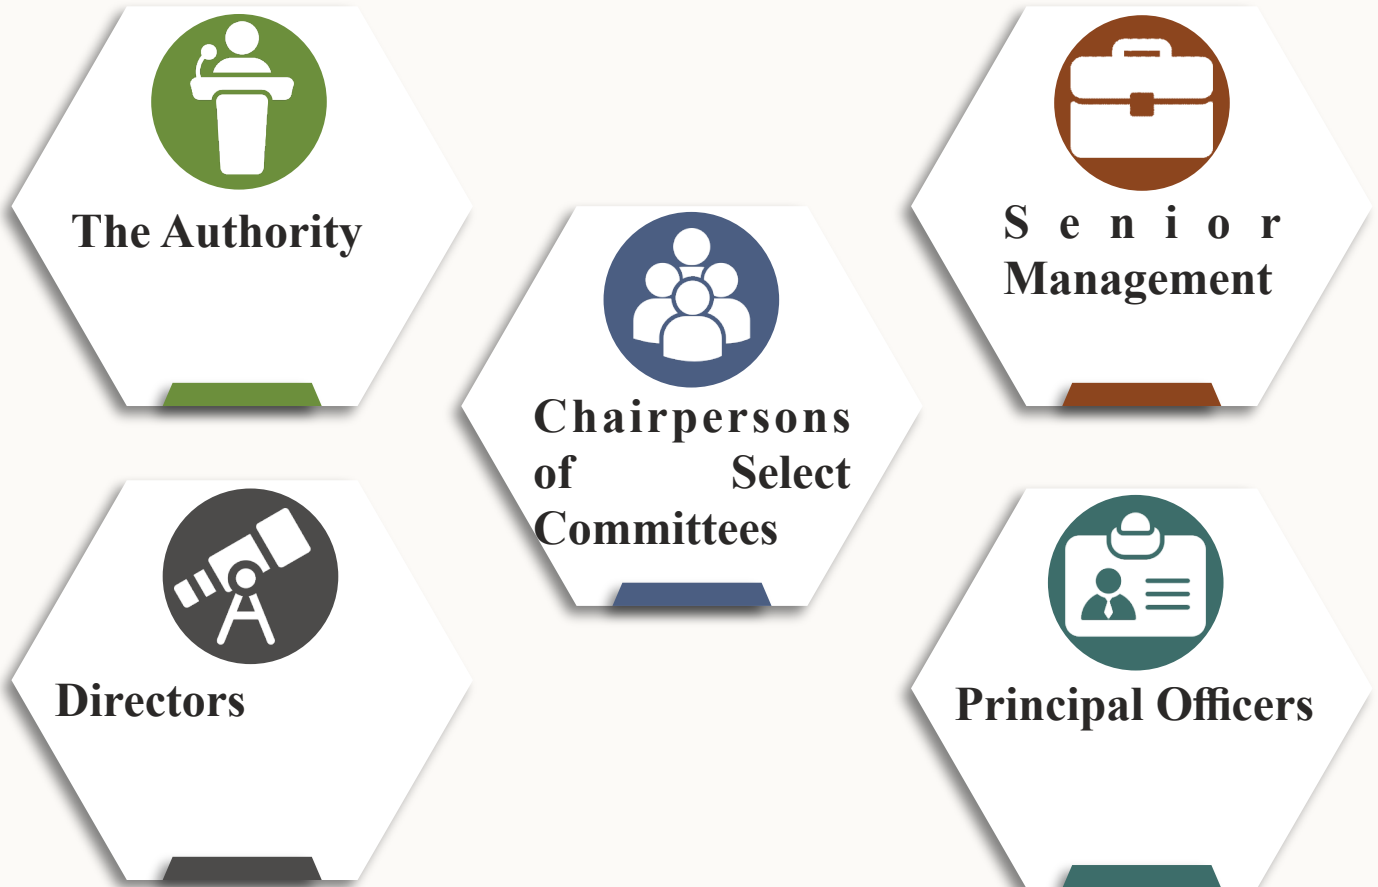 The Authority
Senior
Management
Chairpersons
of Select
Committees
Directors
Principal Officers